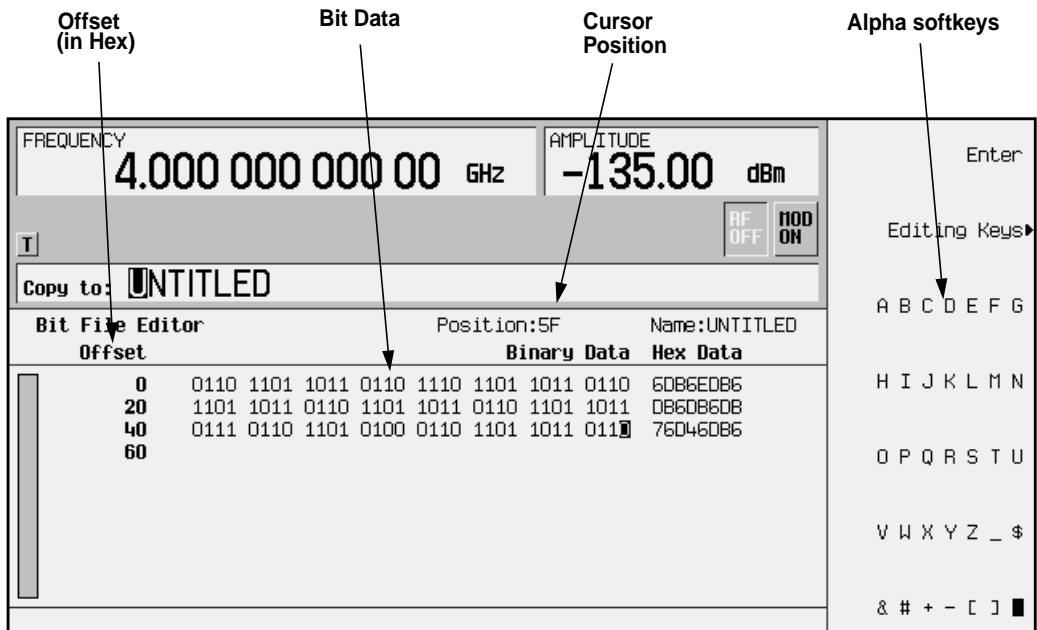 Offset
(in Hex)
Bit Data
Cursor
Position
Alpha softkeys
FREQUENCY
4.000 000 000 00 GHz
AMPLITUDE
-135.00 dBm
RF
OFF
MOD
ON
T
Copy to: UNTITLED
Bit File Editor Position:5F Name:UNTITLED
Offset Binary Data Hex Data
0 0110 1101 1011 0110 1110 1101 1011 0110 6DB6EDB6
20 1101 1011 0110 1101 1011 0110 1101 1011 DB6DB6DB
40 0111 0110 1101 0100 0110 1101 1011 0110 76D46DB6
60
Enter
Editing Keys
A B C D E F G
H I J K L M N
O P Q R S T U
V W X Y Z _ $
& # + - [ ]